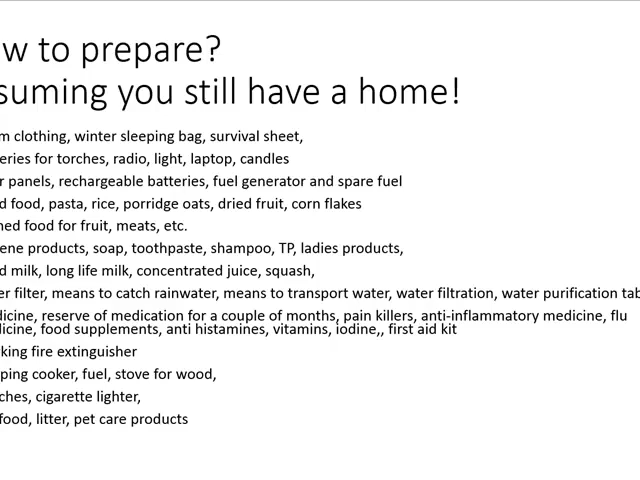 w to prepare?
suming you still have a home!
m clothing, winter sleeping bag, survival sheet,
eries for torches, radio, light, laptop, candles
r panels, rechargeable batteries, fuel generator and spare fuel
d food, pasta, rice, porridge oats, dried fruit, corn flakes
ned food for fruit, meats, etc.
ene products, soap, toothpaste, shampoo, TP, ladies products,
d milk, long life milk, concentrated juice, squash,
er filter, means to catch rainwater, means to transport water, water filtration, water purification tab
dicine, reserve of medication for a couple of months, pain killers, anti-inflammatory medicine, flu
dicine, food supplements, anti histamines, vitamins, iodine,, first aid kit
king fire extinguisher
ping cooker, fuel, stove for wood,
ches, cigarette lighter,
food, litter, pet care products